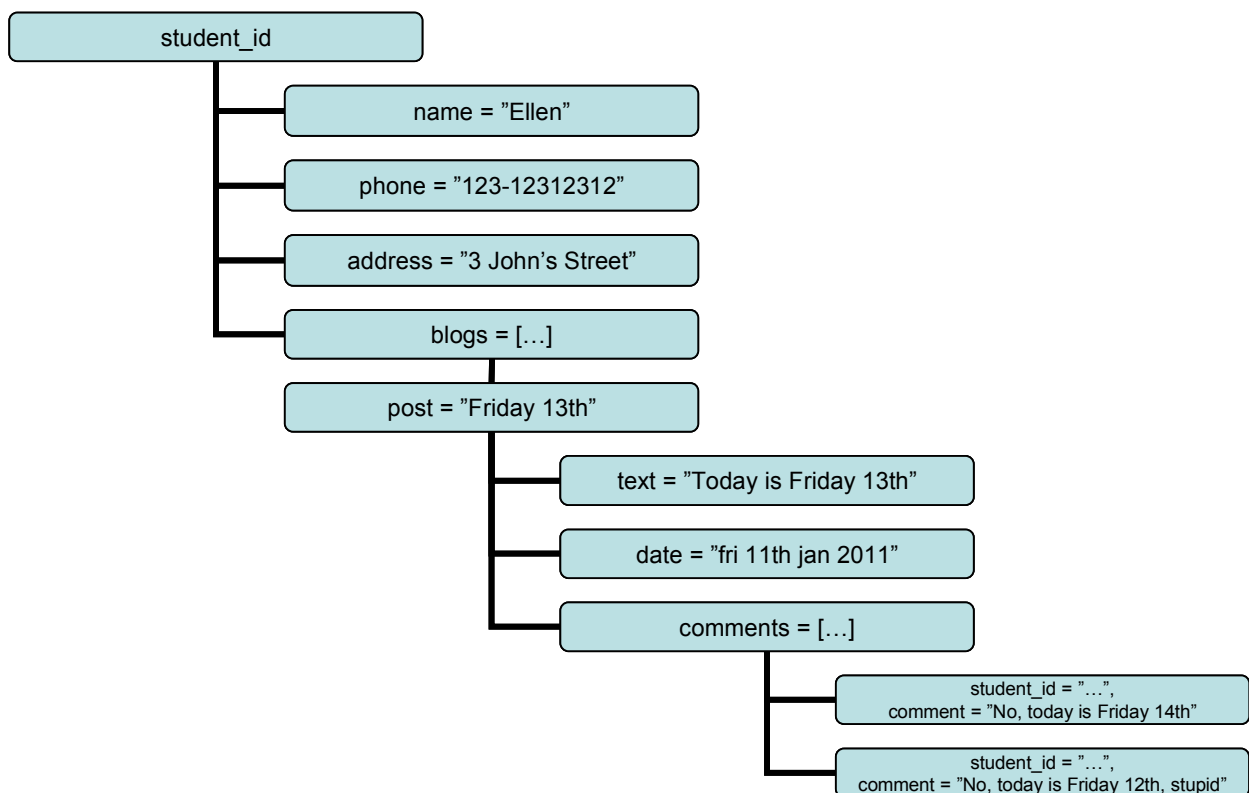 student_id
name = ”Ellen”
phone = ”123-12312312”
address = ”3 John’s Street”
blogs = […]
post = ”Friday 13th”
text = ”Today is Friday 13th”
date = ”fri 11th jan 2011”
comments = […]
student_id = ”…”,
comment = ”No, today is Friday 14th”
student_id = ”…”,
comment = ”No, today is Friday 12th, stupid”